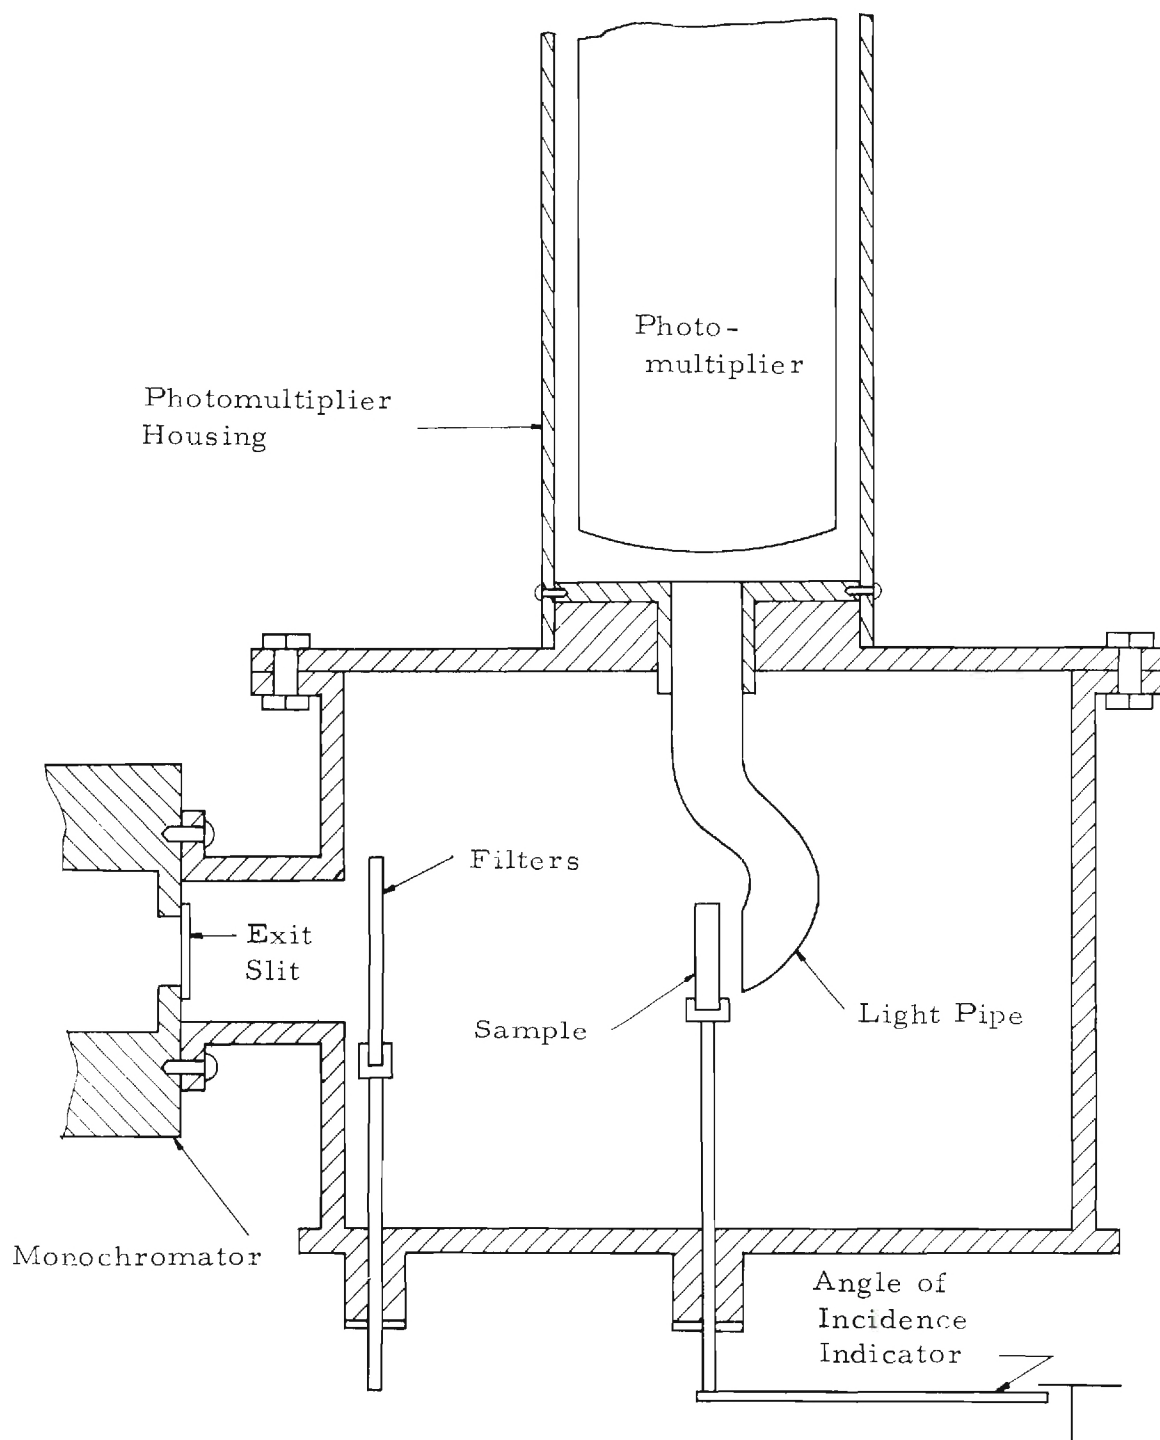 Photo-
multiplier
Photomultiplier
Housing
Filters
Exit
Slit
Sample
Light Pipe
Monochromator
Angle of
Incidence
Indicator